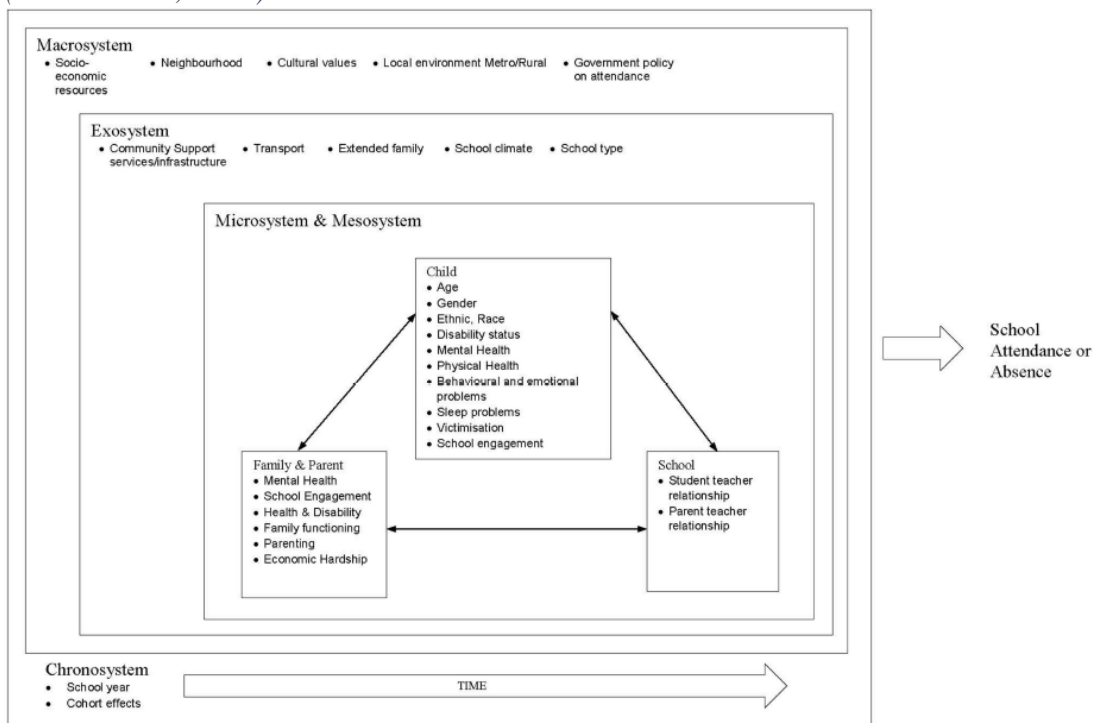 Macrosystem
• Socio-economic resources
• Neighbourhood
• Cultural values
• Local environment Metro/Rural
• Government policy on attendance
Exosystem
• Community Support services/infrastructure
• Transport
• Extended family
• School climate
• School type
Microsystem & Mesosystem
Child
• Age
• Gender
• Ethnic, Race
• Disability status
• Mental Health
• Physical Health
• Behavioural and emotional
problems
• Sleep problems
• Victimisation
• School engagement
Family & Parent
• Mental Health
• School Engagement
• Health & Disability
• Family functioning
• Parenting
• Economic Hardship
School
• Student teacher
relationship
• Parent teacher
relationship
School
Attendance or
Absence
Chronosystem
• School year
• Cohort effects
TIME